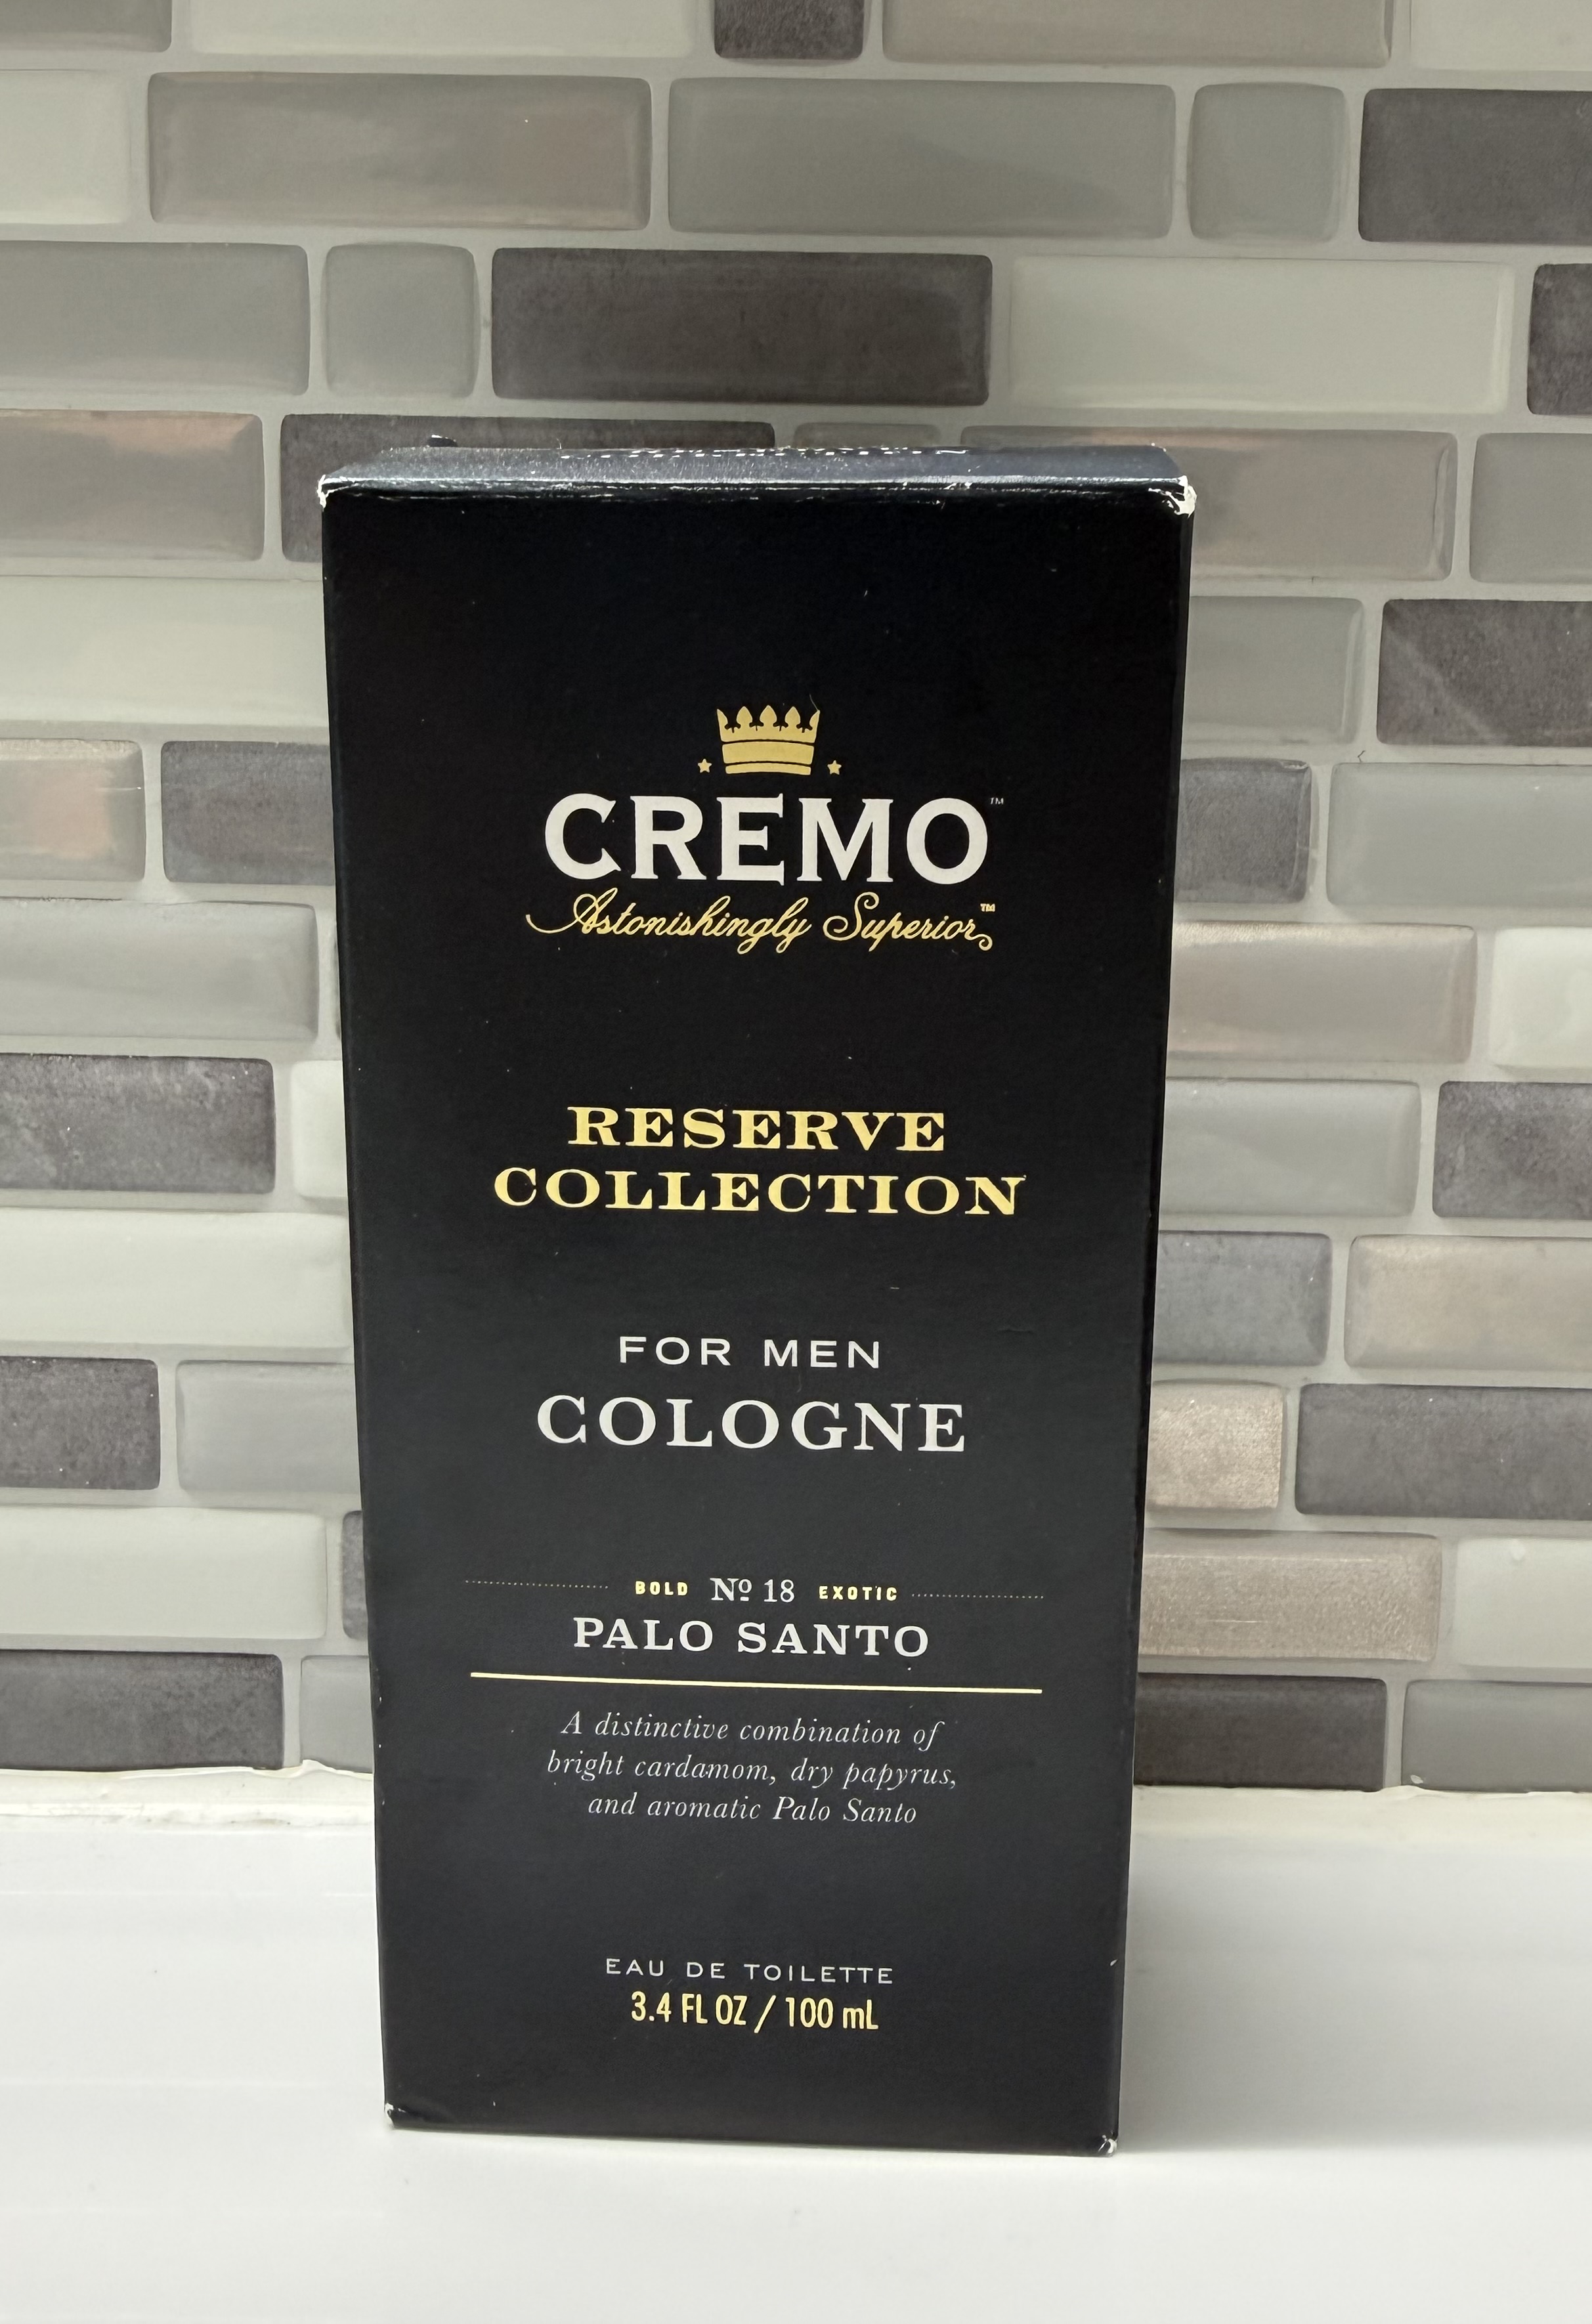 CREMO™
Astonishingly Superior™
RESERVE
COLLECTION
FOR MEN
COLOGNE
BOLD Nº 18 EXOTIC
PALO SANTO
A distinctive combination of
bright cardamom, dry papyrus,
and aromatic Palo Santo
EAU DE TOILETTE
3.4 FL OZ / 100 mL